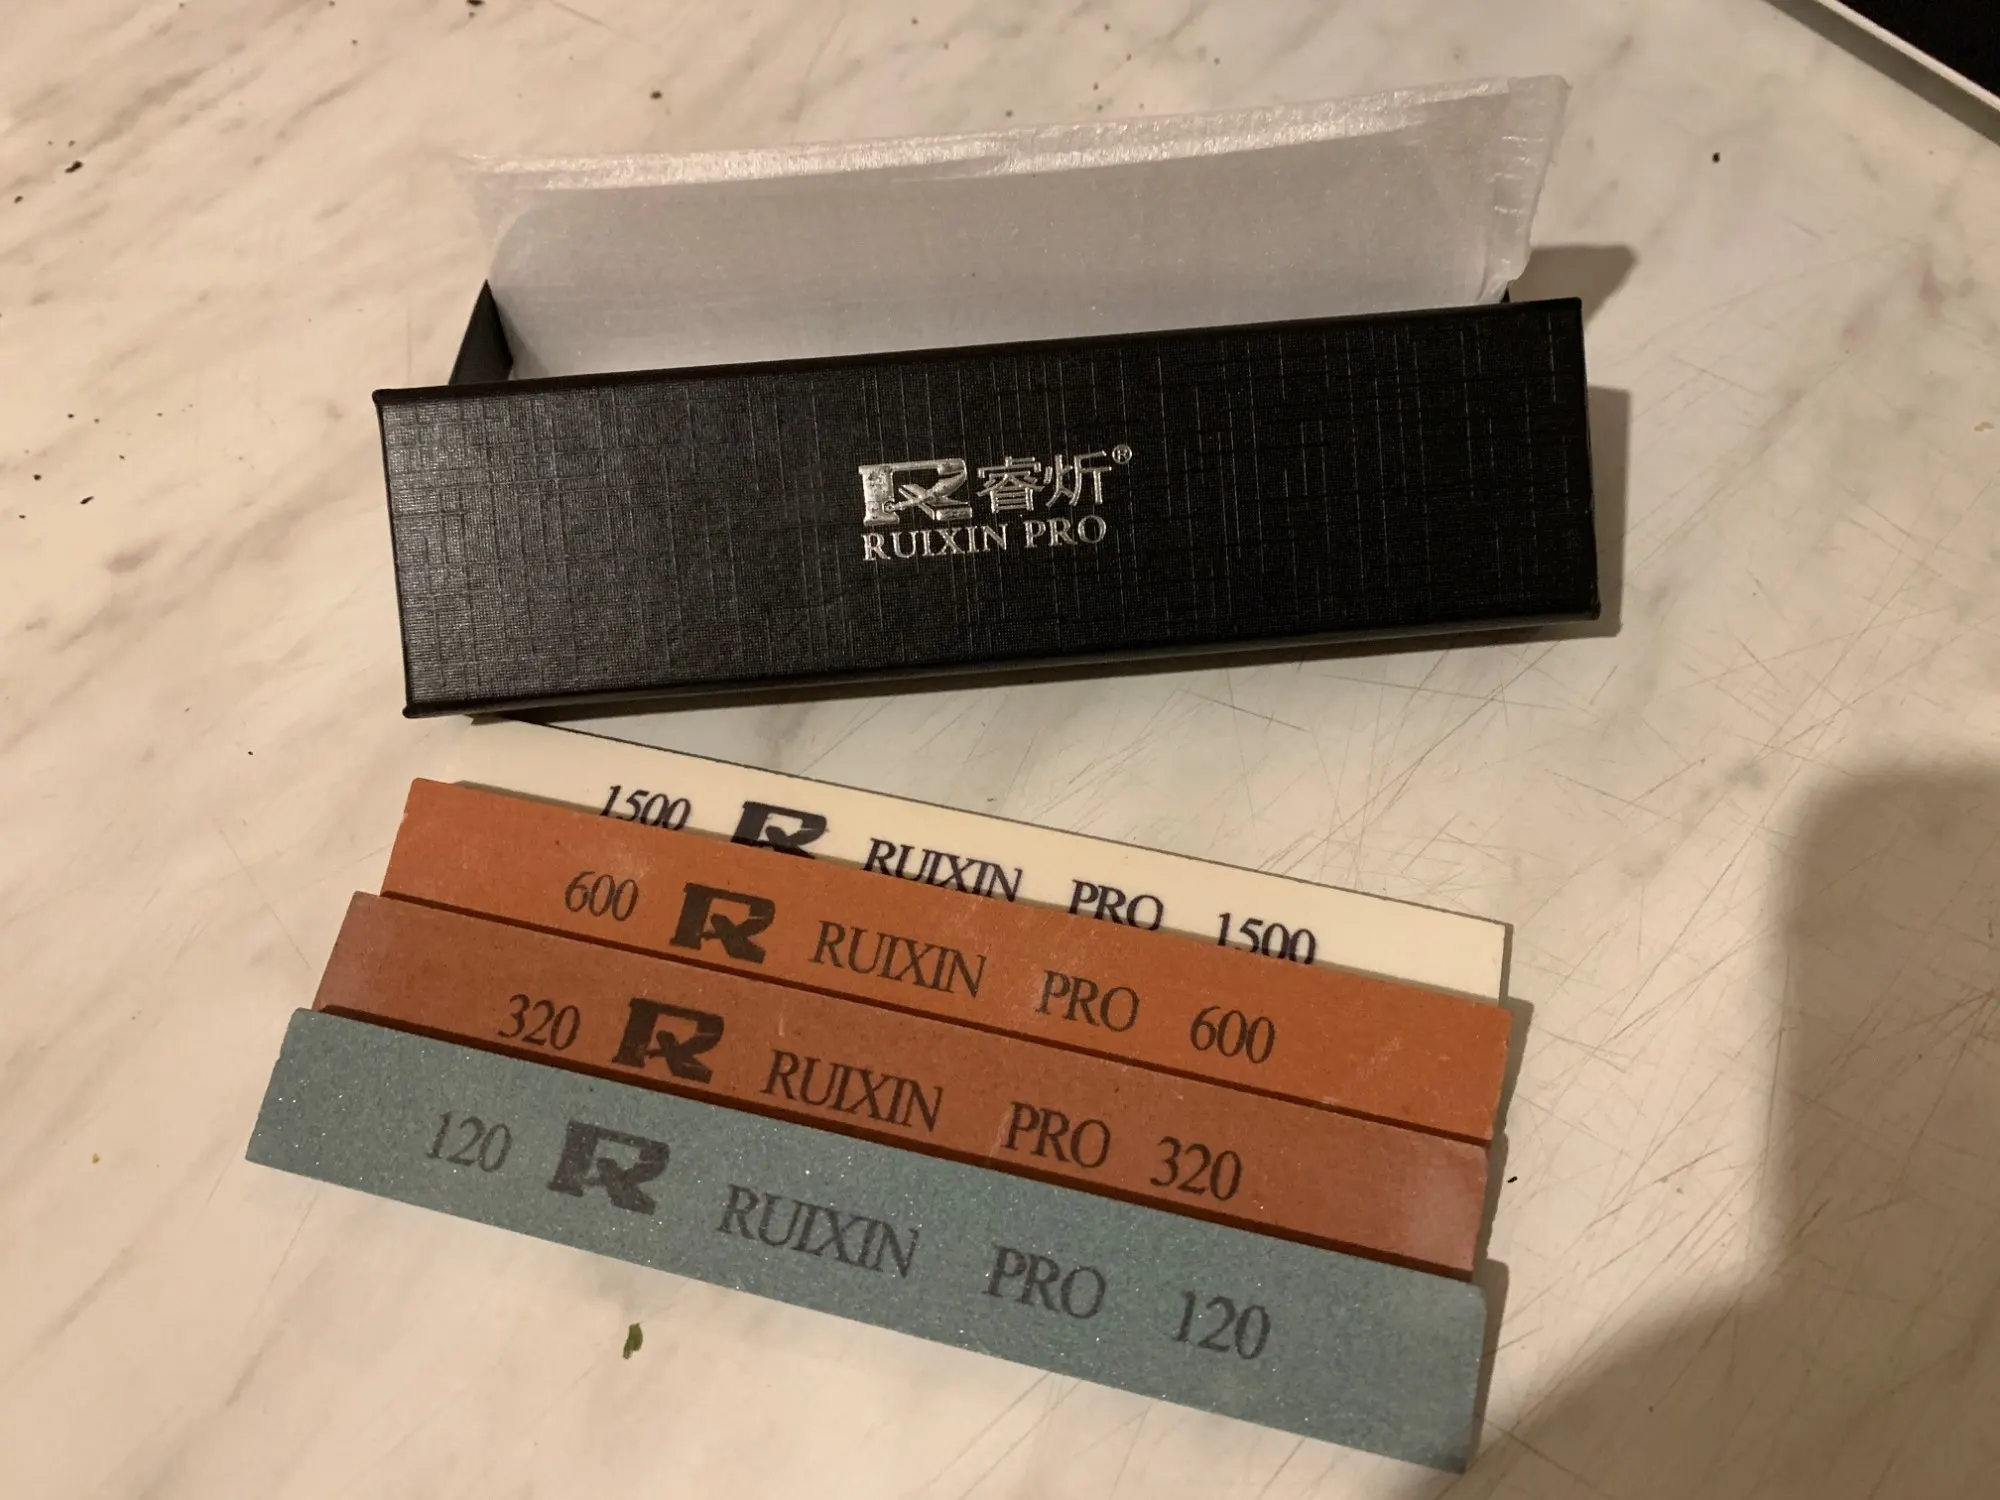 睿炘®
RUIXIN PRO
1500 RUIXIN PRO 1500
600 RUIXIN PRO 600
320 RUIXIN PRO 320
120 RUIXIN PRO 120